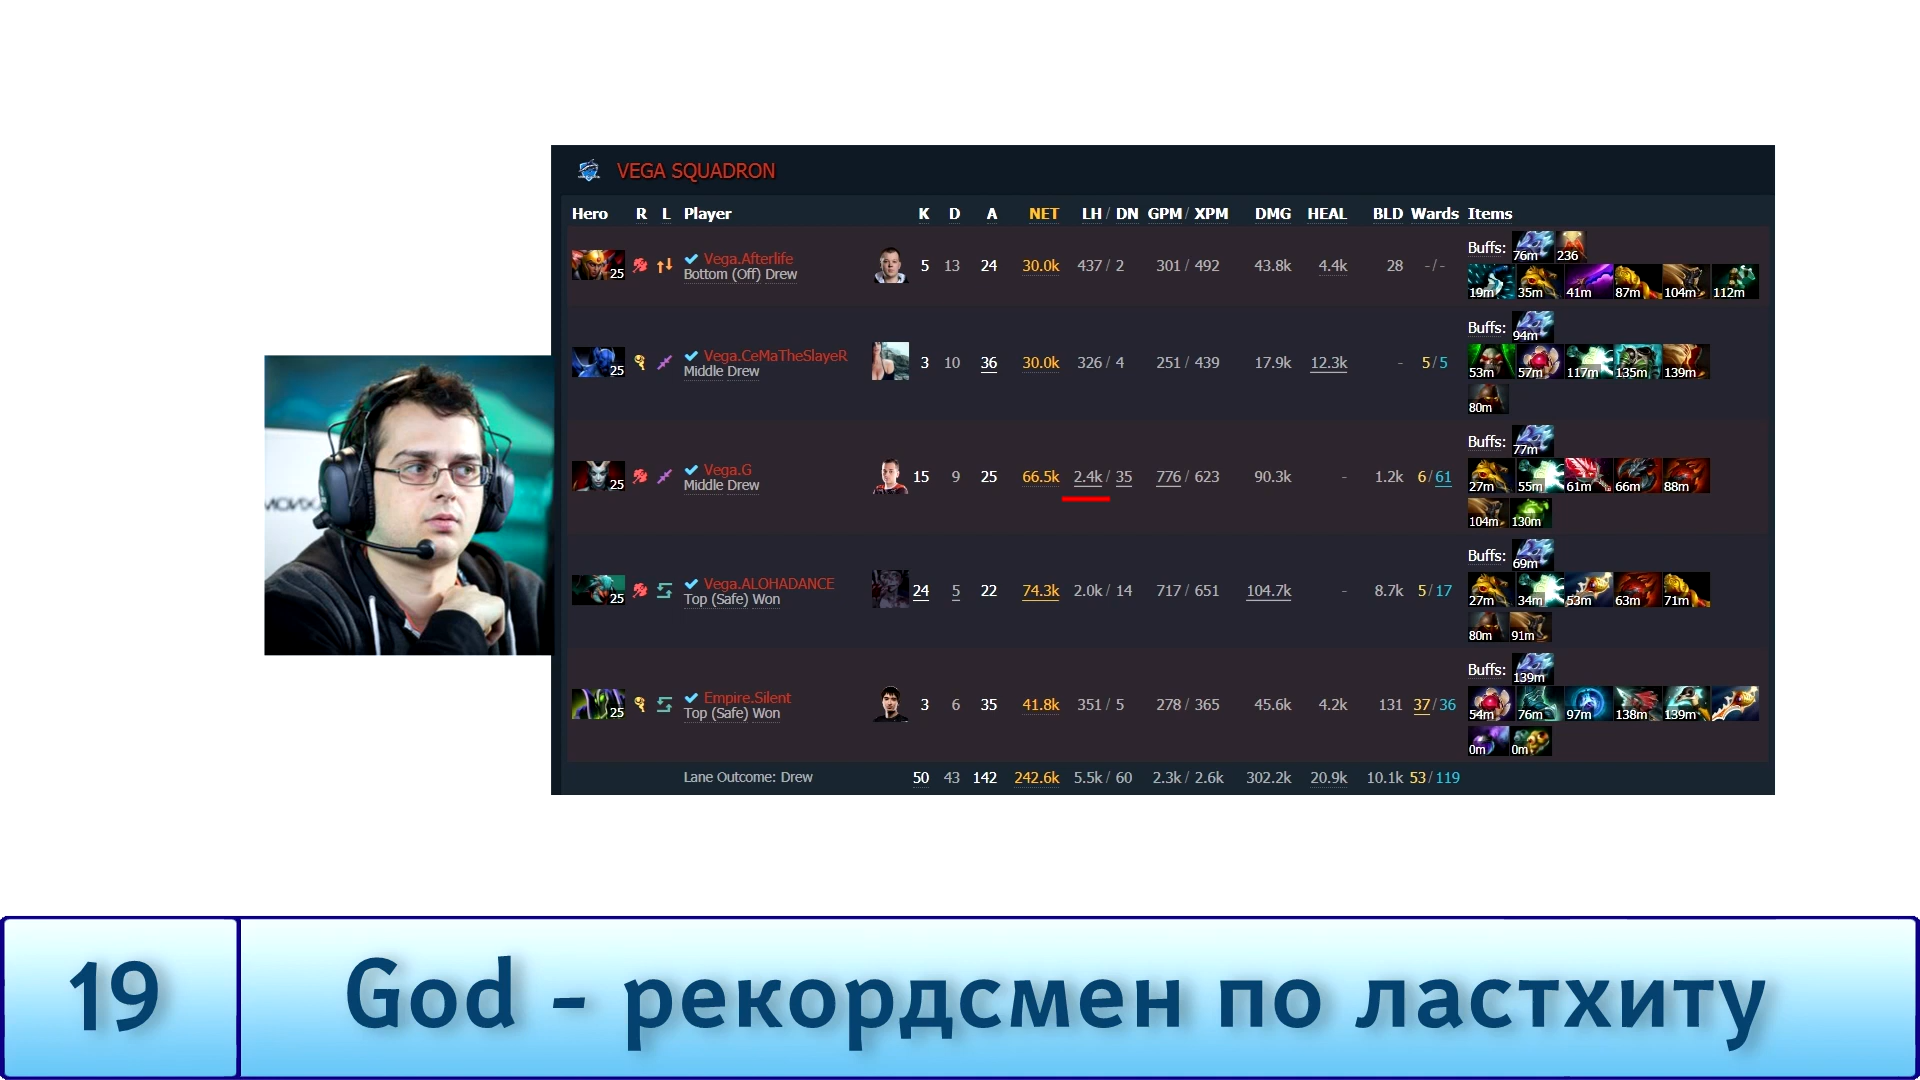 VEGA SQUADRON
Hero R L Player K D A NET LH / DN GPM / XPM DMG HEAL BLD Wards Items
Buffs: 76m 236
25 Vega.Afterlife 5 13 24 30.0k 437 / 2 301 / 492 43.8k 4.4k 28 - / -
Bottom (Off) Drew
19m 35m 41m 87m 104m 112m
Buffs: 94m
25 Vega.CeMaTheSlayeR 3 10 36 30.0k 326 / 4 251 / 439 17.9k 12.3k - 5 / 5
Middle Drew
53m 57m 117m 135m 139m
80m
Buffs: 77m
25 Vega.G 15 9 25 66.5k 2.4k / 35 776 / 623 90.3k - 1.2k 6 / 61
Middle Drew
27m 55m 61m 66m 88m
104m 130m
Buffs: 69m
25 Vega.ALOHADANCE 24 5 22 74.3k 2.0k / 14 717 / 651 104.7k - 8.7k 5 / 17
Top (Safe) Won
27m 34m 53m 63m 71m
80m 91m
Buffs: 139m
25 Empire.Silent 3 6 35 41.8k 351 / 5 278 / 365 45.6k 4.2k 131 37 / 36
Top (Safe) Won
54m 76m 97m 138m 139m
0m 0m
Lane Outcome: Drew 50 43 142 242.6k 5.5k / 60 2.3k / 2.6k 302.2k 20.9k 10.1k 53 / 119
19 God - рекордсмен по ластхиту